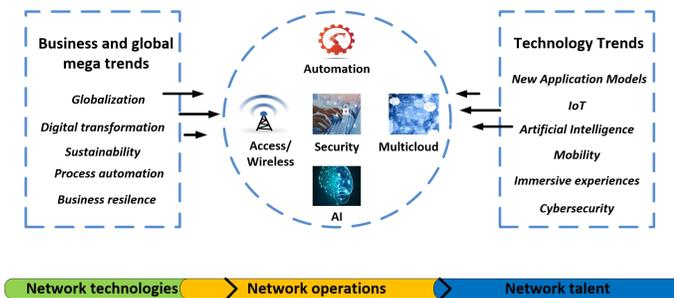 Business and global
mega trends
Globalization
Digital transformation
Sustainability
Process automation
Business resilence
Automation
Access/
Wireless
Security
Multicloud
AI
Technology Trends
New Application Models
IoT
Artificial Intelligence
Mobility
Immersive experiences
Cybersecurity
Network technologies
Network operations
Network talent